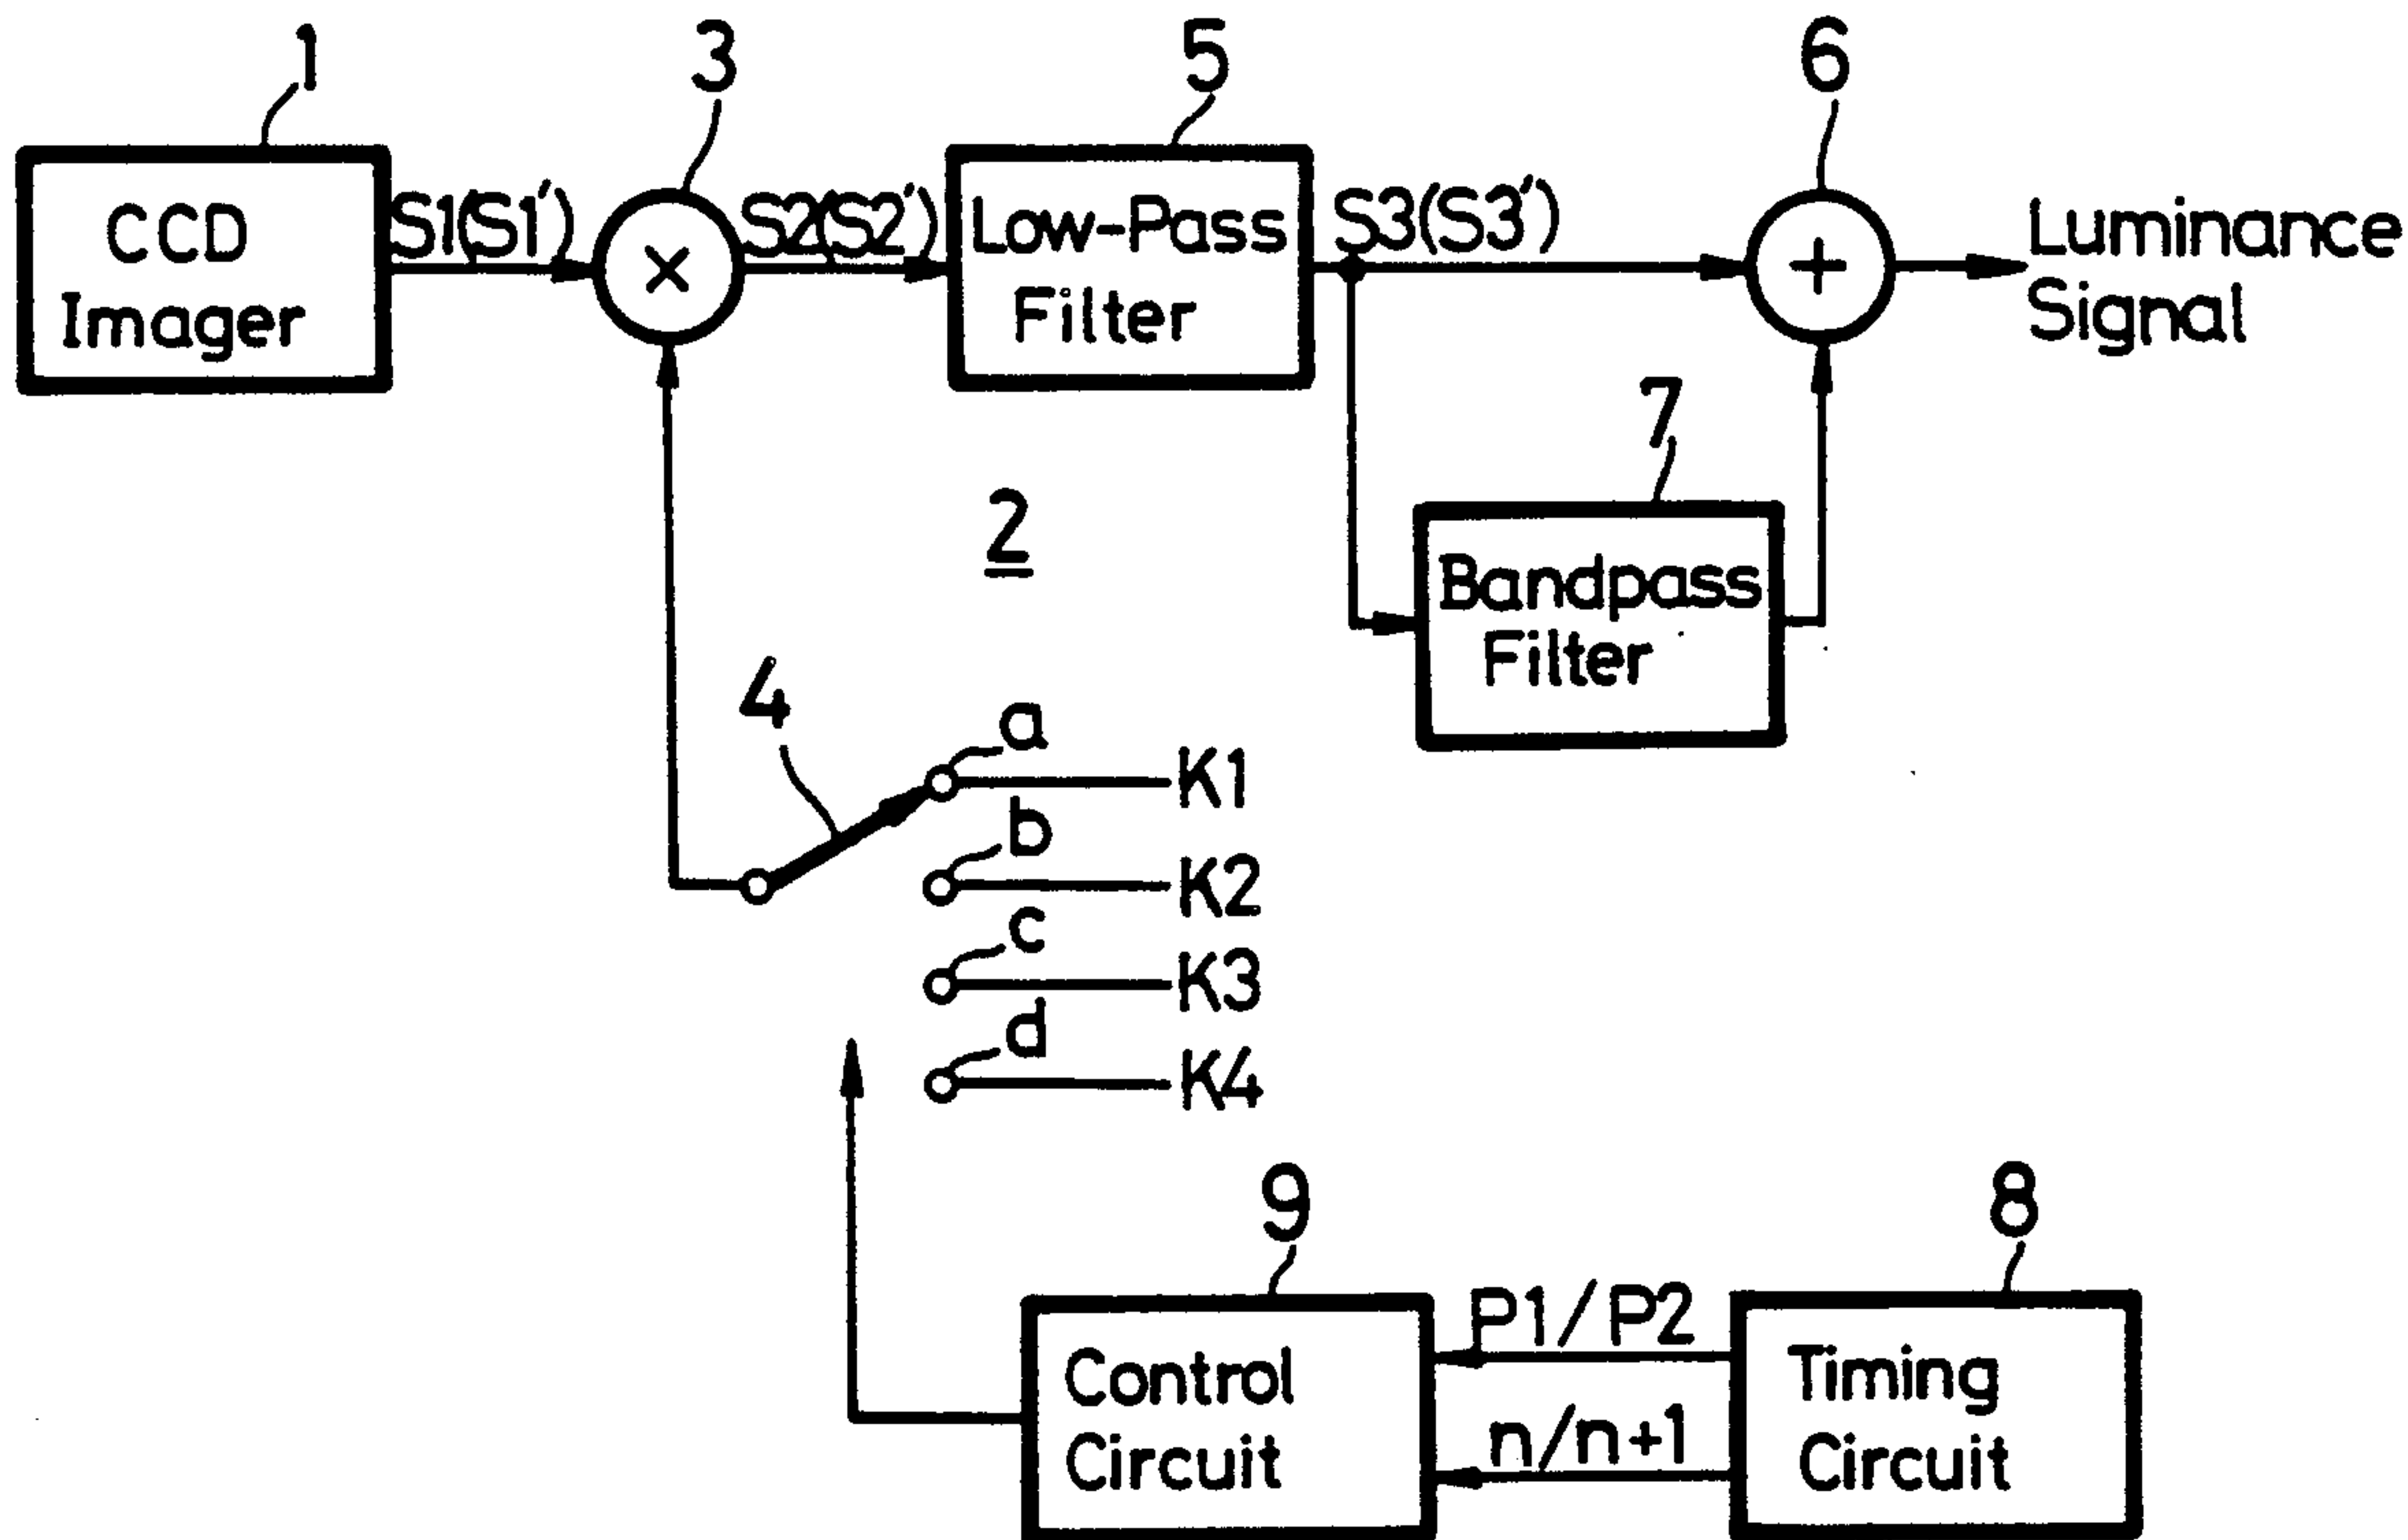 1
3
5
6
CCD
Imager
S1(S1')
×
S2(S2')
Low-Pass
Filter
S3(S3')
+
Luminance
Signal
7
2
Bandpass
Filter
4
a
K1
b
K2
c
K3
d
K4
9
8
Control
Circuit
P1/P2
n/n+1
Timing
Circuit